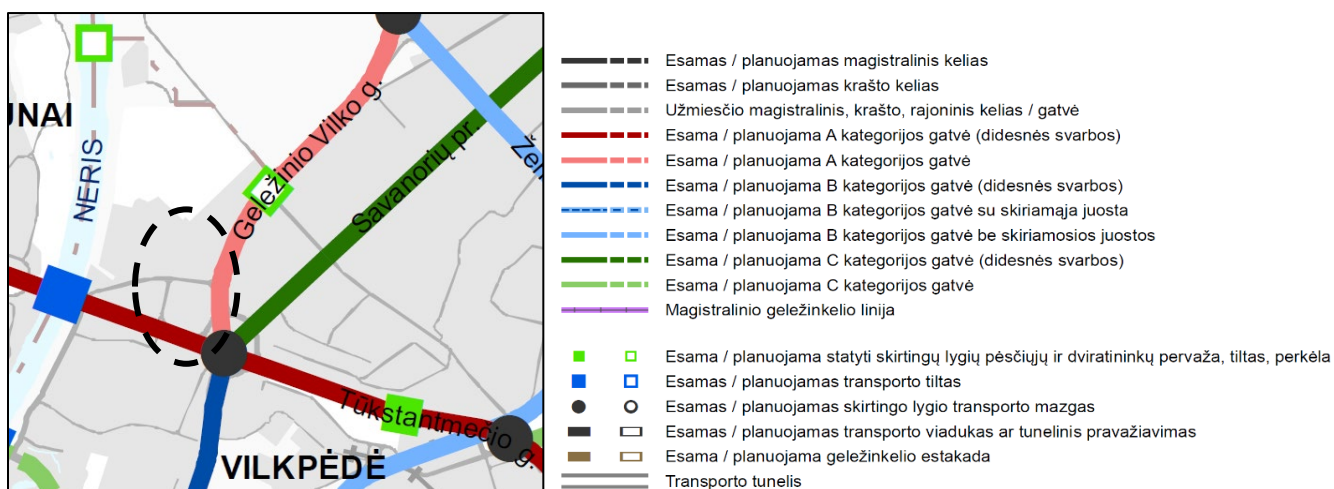 JNAI
NERIS
Geležinio Vilko g.
Savanorių pr.
Tūkstantmečio g.
VILKPĖDĖ
Esamas / planuojamas magistralinis kelias
Esamas / planuojamas krašto kelias
Užmiesčio magistralinis, krašto, rajoninis kelias / gatvė
Esama / planuojama A kategorijos gatvė (didesnės svarbos)
Esama / planuojama A kategorijos gatvė
Esama / planuojama B kategorijos gatvė (didesnės svarbos)
Esama / planuojama B kategorijos gatvė su skiriamąja juosta
Esama / planuojama B kategorijos gatvė be skiriamosios juostos
Esama / planuojama C kategorijos gatvė (didesnės svarbos)
Esama / planuojama C kategorijos gatvė
Magistralinio geležinkelio linija
Esama / planuojama statyti skirtingų lygių pėsčiųjų ir dviratininkų pervaža, tiltas, perkėla
Esamas / planuojamas transporto tiltas
Esamas / planuojamas skirtingo lygio transporto mazgas
Esamas / planuojamas transporto viadukas ar tunelinis pravažiavimas
Esama / planuojama geležinkelio estakada
Transporto tunelis